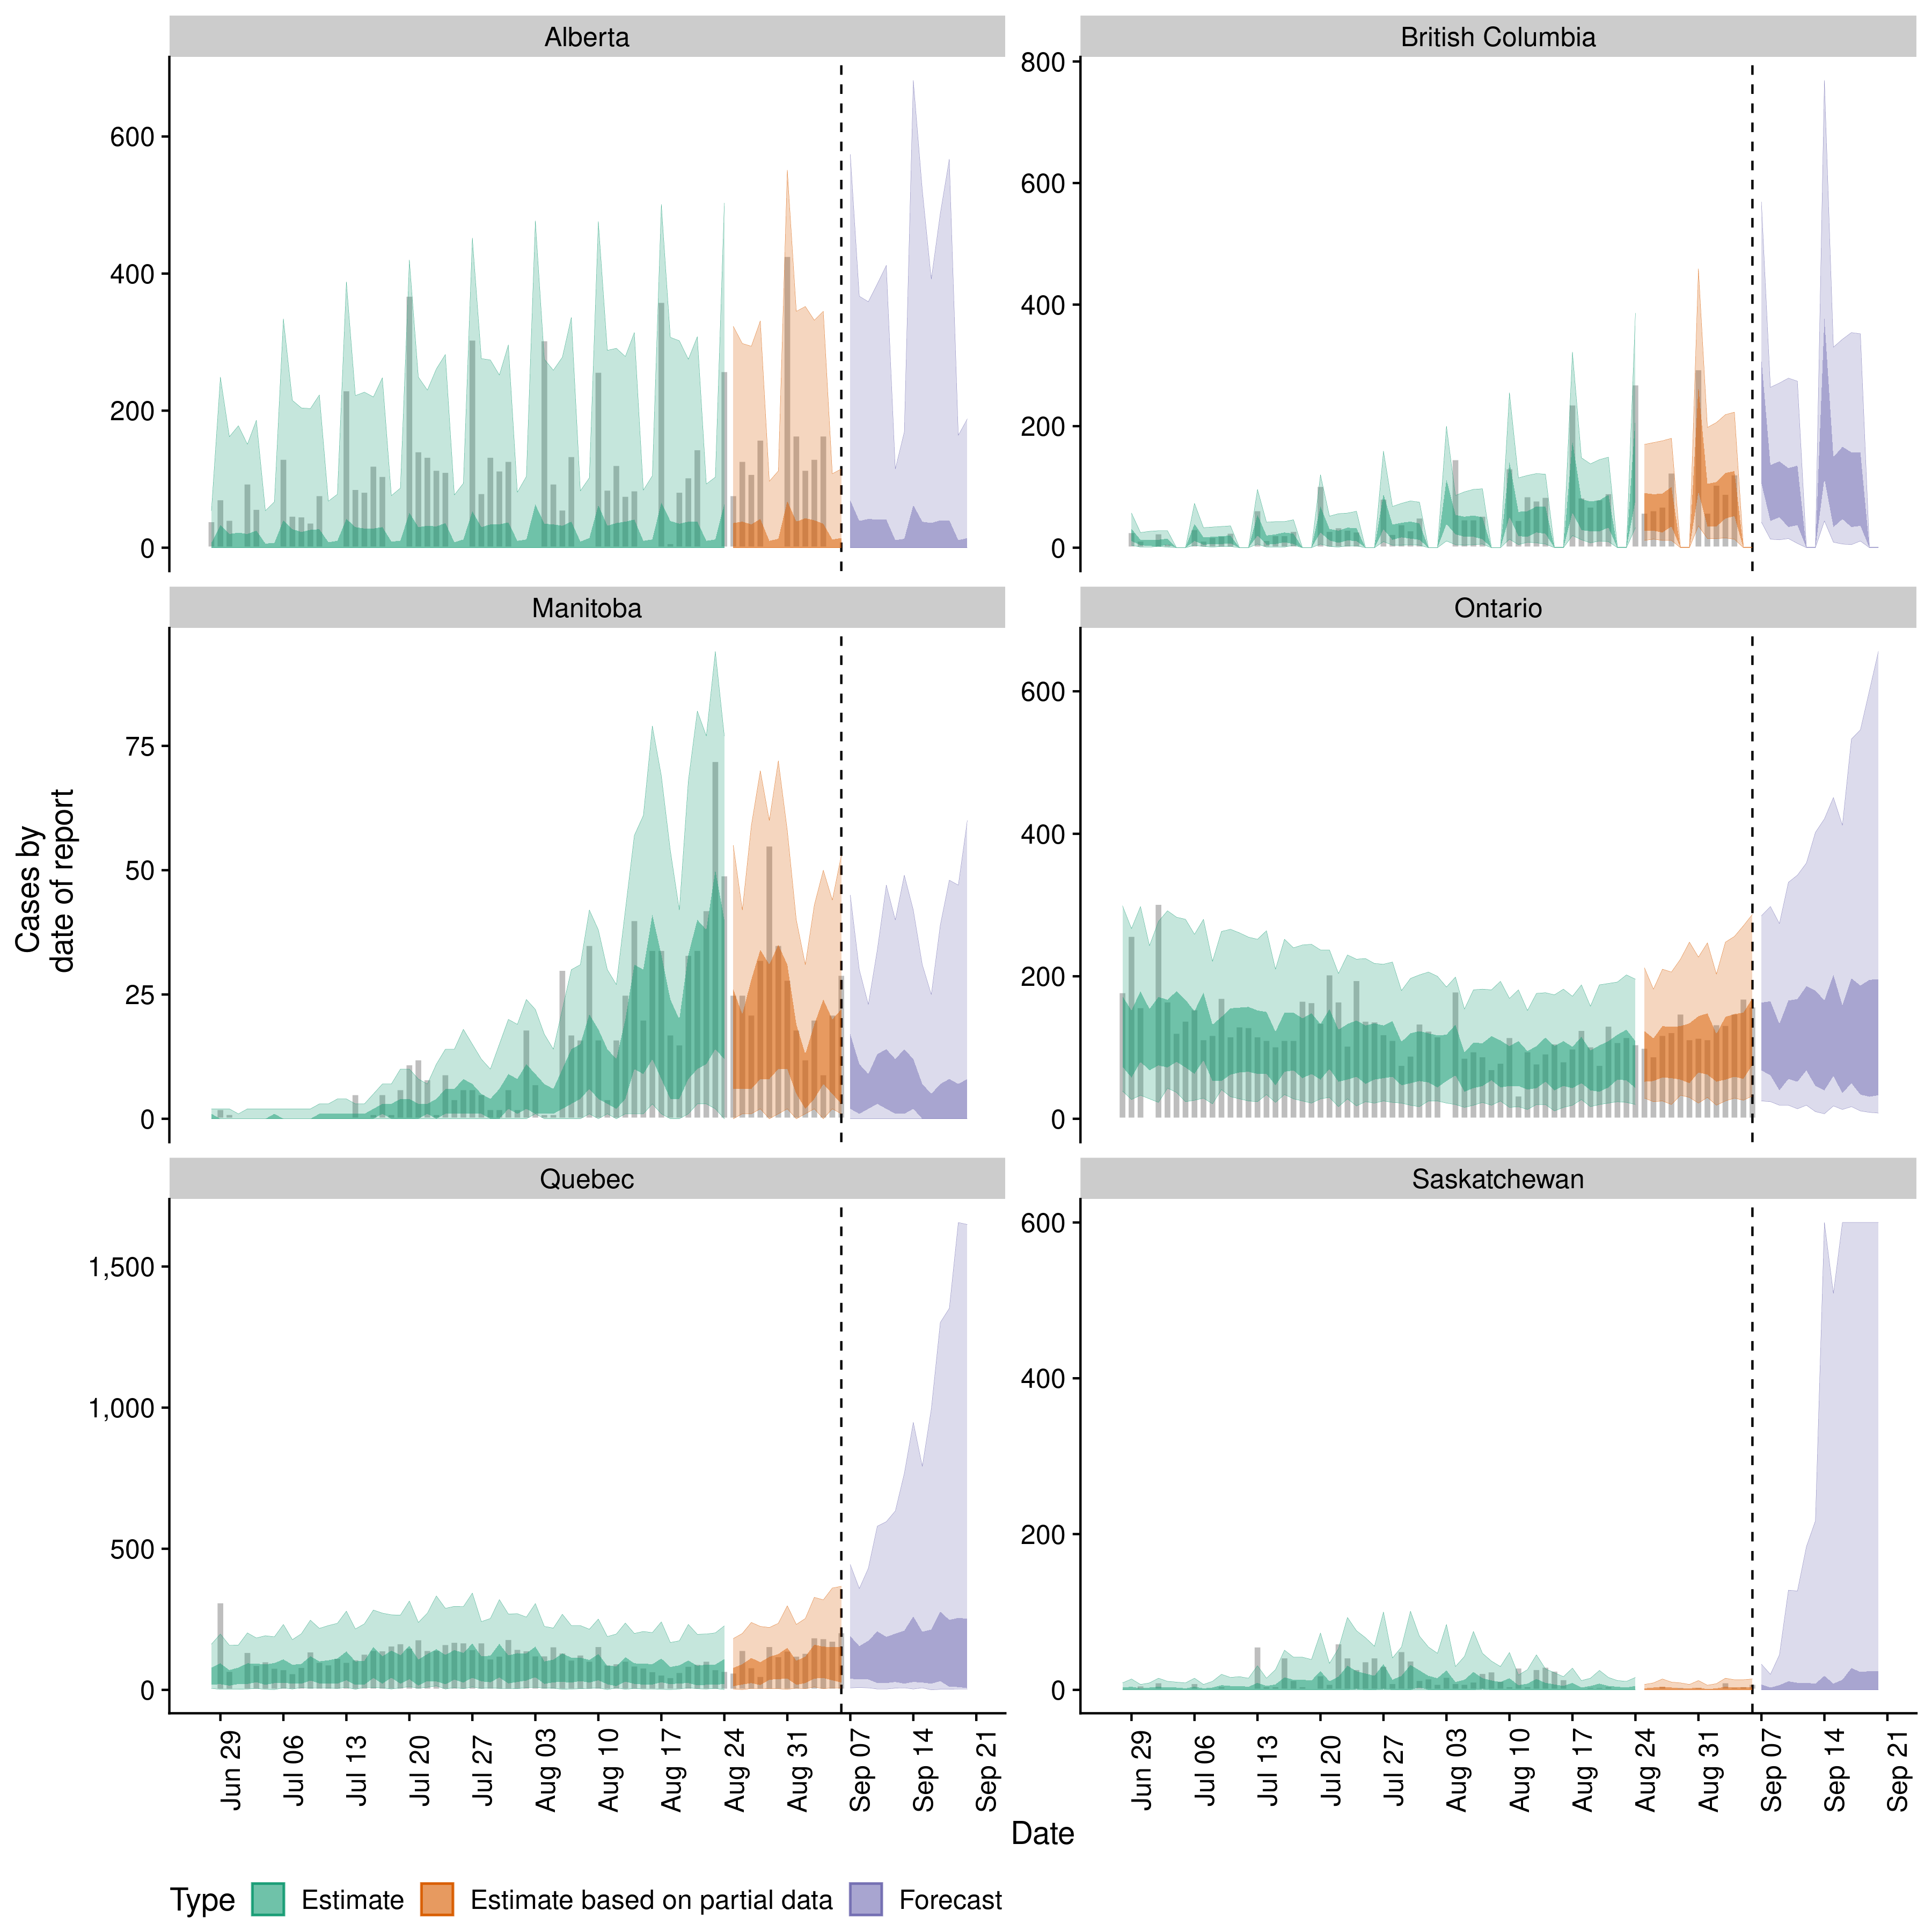 Alberta
British Columbia
600
400
200
0
800
600
400
200
0
Manitoba
Ontario
75
50
25
0
600
400
200
0
Quebec
Saskatchewan
1,500
1,000
500
0
600
400
200
0
Cases by
date of report
Jun 29 Jul 06 Jul 13 Jul 20 Jul 27 Aug 03 Aug 10 Aug 17 Aug 24 Aug 31 Sep 07 Sep 14 Sep 21
Jun 29 Jul 06 Jul 13 Jul 20 Jul 27 Aug 03 Aug 10 Aug 17 Aug 24 Aug 31 Sep 07 Sep 14 Sep 21
Date
Type Estimate Estimate based on partial data Forecast